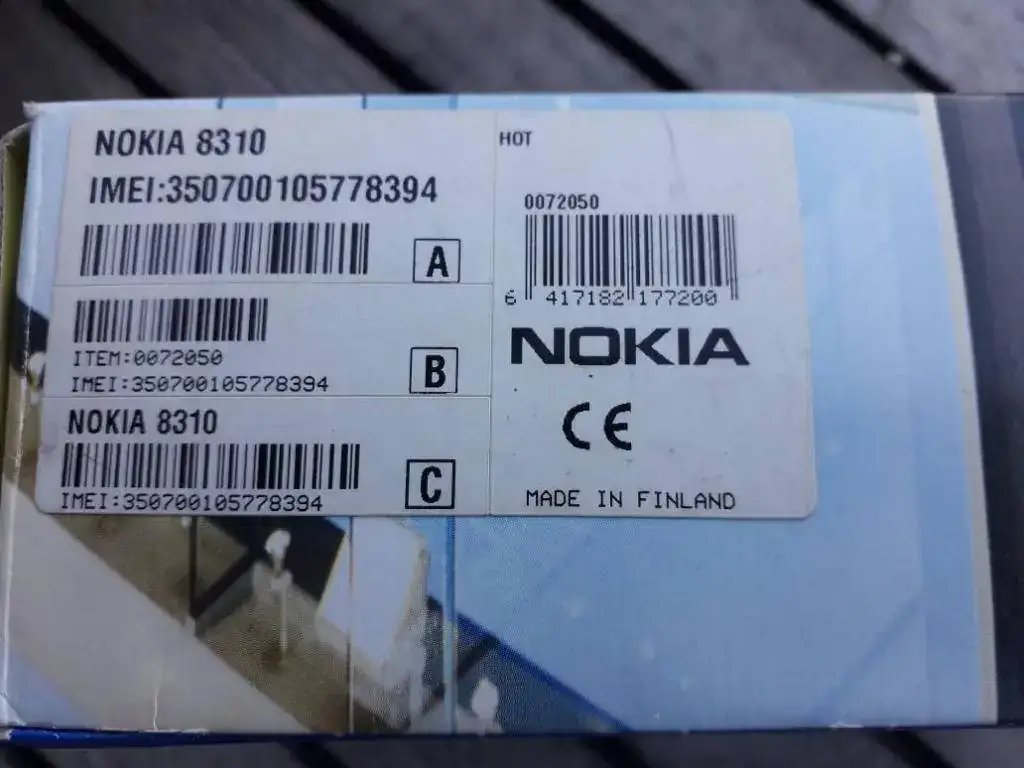 NOKIA 8310
IMEI:350700105778394
A
ITEM:0072050
IMEI:350700105778394
B
NOKIA 8310
IMEI:350700105778394
C
HOT
0072050
6 417182 177200
NOKIA
CE
MADE IN FINLAND